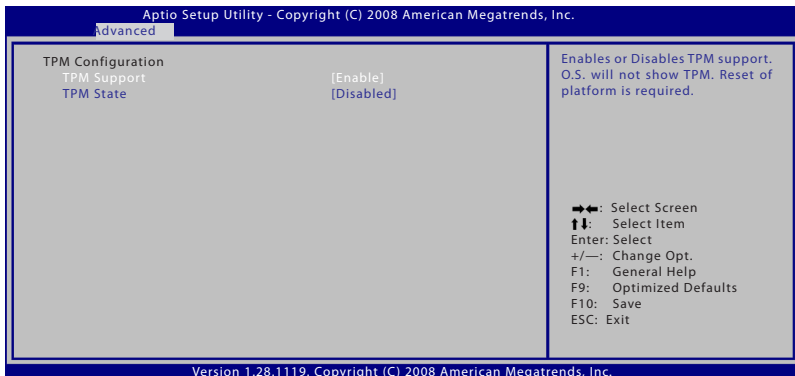 Aptio Setup Utility - Copyright (C) 2008 American Megatrends, Inc.
Advanced
TPM Configuration
TPM Support [Enable]
TPM State [Disabled]
Enables or Disables TPM support.
O.S. will not show TPM. Reset of
platform is required.
→←: Select Screen
↑↓: Select Item
Enter: Select
+/—: Change Opt.
F1: General Help
F9: Optimized Defaults
F10: Save
ESC: Exit
Version 1.28.1119. Copyright (C) 2008 American Megatrends, Inc.